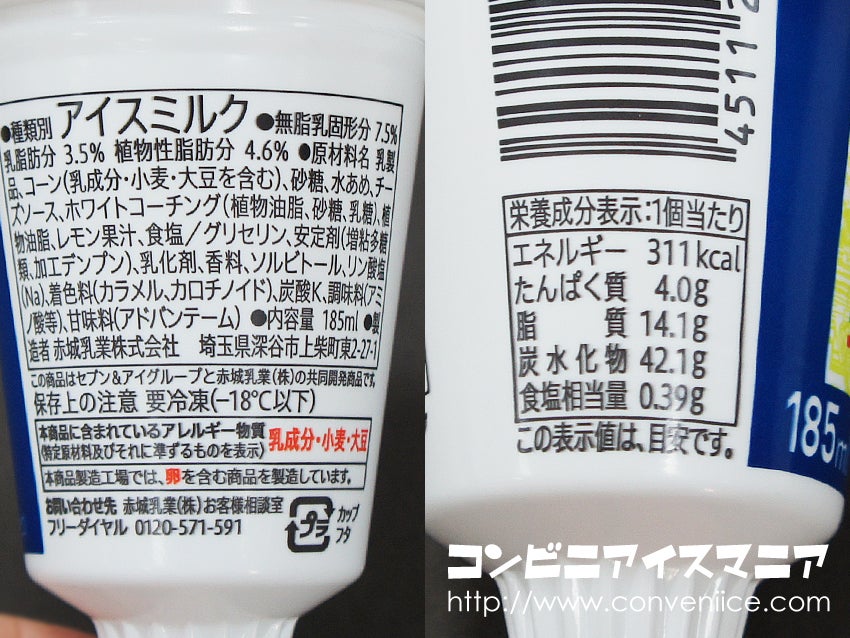 ●種類別 アイスミルク ●無脂乳固形分 7.5%
乳脂肪分 3.5% 植物性脂肪分 4.6% ●原材料名 乳製
品、コーン(乳成分・小麦・大豆を含む)、砂糖、水あめ、チー
ズソース、ホワイトコーチング(植物油脂、砂糖、乳糖)、植
物油脂、レモン果汁、食塩／グリセリン、安定剤(増粘多糖
類、加工デンプン)、乳化剤、香料、ソルビトール、リン酸塩
(Na)、着色料(カラメル、カロチノイド)、炭酸K、調味料(アミ
ノ酸等)、甘味料(アドバンテーム) ●内容量 185ml ●製
造者 赤城乳業株式会社 埼玉県深谷市上柴町東2-27-1
この商品はセブン&アイグループと赤城乳業(株)の共同開発商品です。
保存上の注意 要冷凍(−18℃以下)
本商品に含まれているアレルギー物質
(特定原材料及びそれに準ずるものを表示)
乳成分・小麦・大豆
本商品製造工場では、卵を含む商品を製造しています。
お問い合わせ先 赤城乳業(株)お客様相談室
フリーダイヤル 0120-571-591
プラ
カップ
フタ
45112
栄養成分表示:1個当たり
エネルギー 311kcal
たんぱく質 4.0g
脂質 14.1g
炭水化物 42.1g
食塩相当量 0.39g
この表示値は、目安です。
185ml
コンビニアイスマニア
http://www.conveniice.com